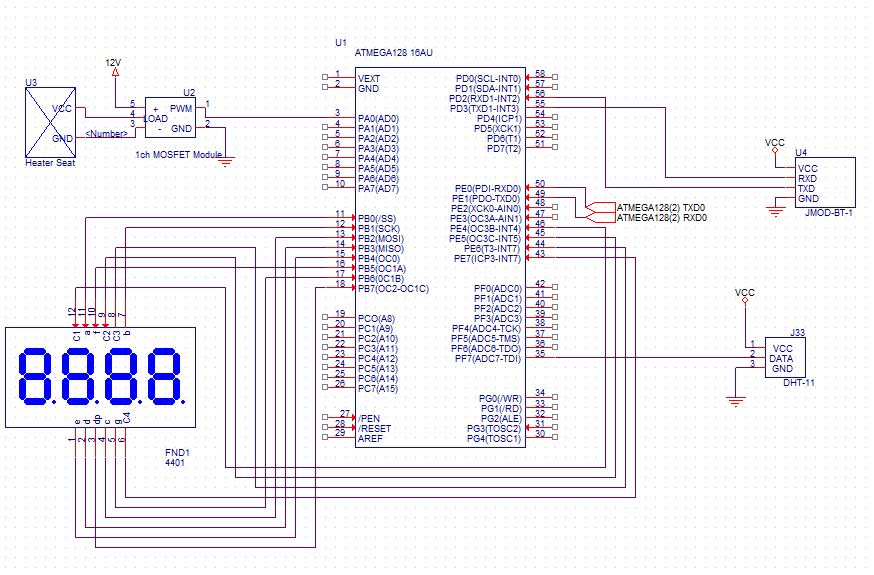 U1
ATMEGA128 16AU
12V
U3
VCC
GND
<Number>
Heater Seat
U2
5
4
3
+
LOAD
-
PWM
GND
1
2
1ch MOSFET Module
1 VEXT
2 GND
3 PA0(AD0)
4 PA1(AD1)
5 PA2(AD2)
6 PA3(AD3)
7 PA4(AD4)
8 PA5(AD5)
9 PA6(AD6)
10 PA7(AD7)
11 PB0(/SS)
12 PB1(SCK)
13 PB2(MOSI)
14 PB3(MISO)
15 PB4(OC0)
16 PB5(OC1A)
17 PB6(0C1B)
18 PB7(OC2-OC1C)
19 PCO(A8)
20 PC1(A9)
21 PC2(A10)
22 PC3(A11)
23 PC4(A12)
24 PC5(A13)
25 PC6(A14)
26 PC7(A15)
27 /PEN
28 /RESET
29 AREF
PD0(SCL-INT0) 58
PD1(SDA-INT1) 57
PD2(RXD1-INT2) 56
PD3(TXD1-INT3) 55
PD4(ICP1) 54
PD5(XCK1) 53
PD6(T1) 52
PD7(T2) 51
PE0(PDI-RXD0) 50
PE1(PDO-TXD0) 49
PE2(XCK0-AIN0) 48
PE3(OC3A-AIN1) 47
PE4(OC3B-INT4) 46
PE5(OC3C-INT5) 45
PE6(T3-INT7) 44
PE7(ICP3-INT7) 43
PF0(ADC0) 42
PF1(ADC1) 41
PF2(ADC2) 40
PF3(ADC3) 39
PF4(ADC4-TCK) 38
PF5(ADC5-TMS) 37
PF6(ADC6-TDO) 36
PF7(ADC7-TDI) 35
PG0(/WR) 34
PG1(/RD) 33
PG2(ALE) 32
PG3(TOSC2) 31
PG4(TOSC1) 30
ATMEGA128(2) TXD0
ATMEGA128(2) RXD0
VCC
U4
VCC
RXD
TXD
GND
JMOD-BT-1
VCC
J33
1 VCC
2 DATA
3 GND
DHT-11
12 11 10 9 8 7
C1 a f C2 C3 b
8.8.8.8.
e d dp c g C4
1 2 3 4 5 6
FND1
4401